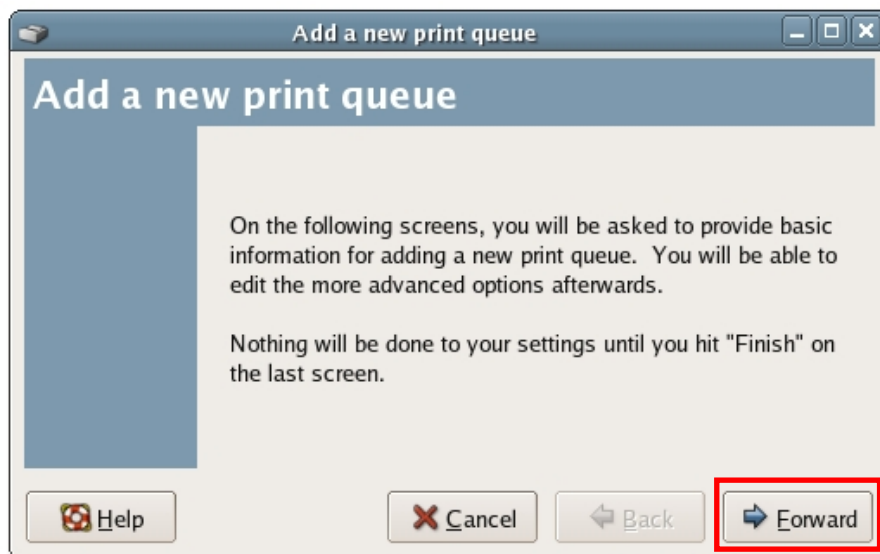 Add a new print queue
Add a new print queue
On the following screens, you will be asked to provide basic
information for adding a new print queue.  You will be able to
edit the more advanced options afterwards.
Nothing will be done to your settings until you hit "Finish" on
the last screen.
Help
Cancel
Back
Forward